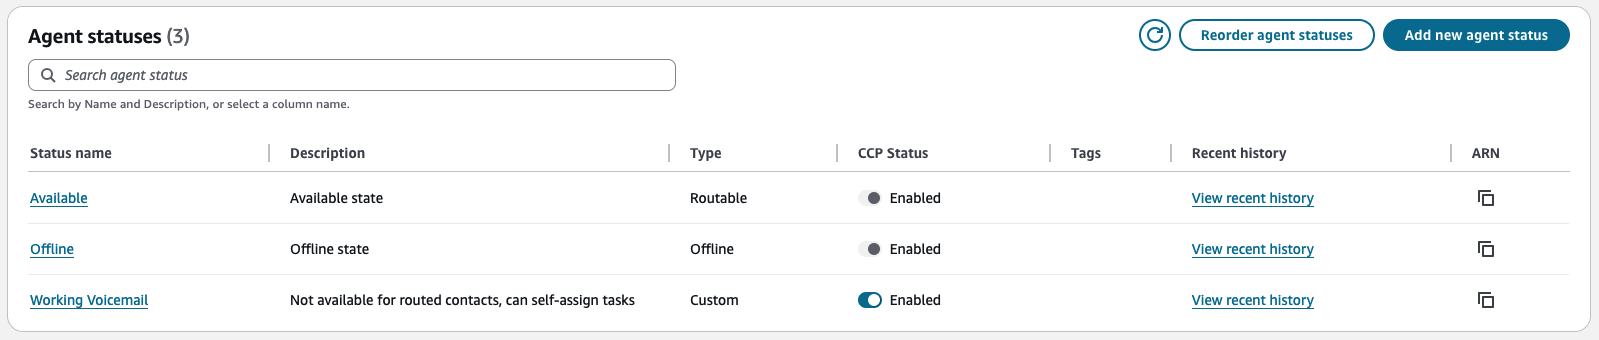 Agent statuses (3)
Reorder agent statuses
Add new agent status
Search agent status
Search by Name and Description, or select a column name.
Status name Description Type CCP Status Tags Recent history ARN
Available Available state Routable Enabled View recent history
Offline Offline state Offline Enabled View recent history
Working Voicemail Not available for routed contacts, can self-assign tasks Custom Enabled View recent history